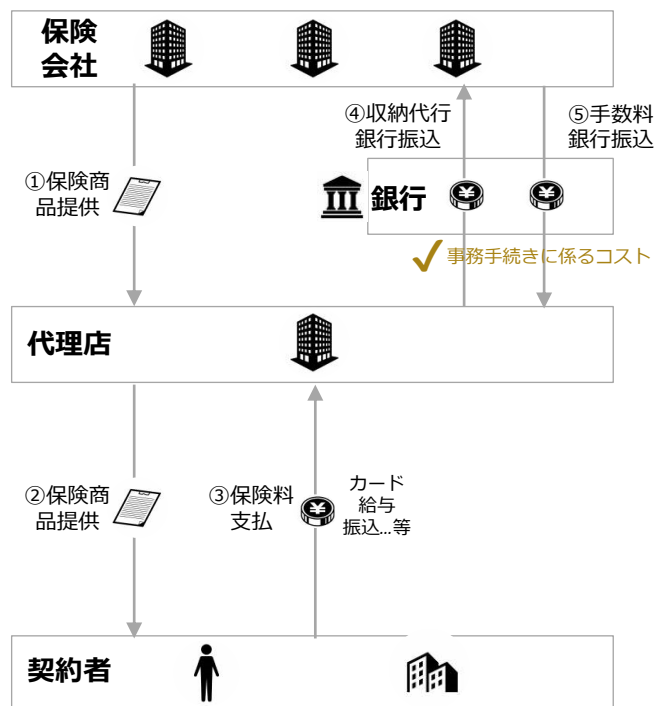 保険
会社
④収納代行
銀行振込
⑤手数料
銀行振込
①保険商
品提供
銀行
事務手続きに係るコスト
代理店
②保険商
品提供
③保険料
支払
カード
給与
振込...等
契約者